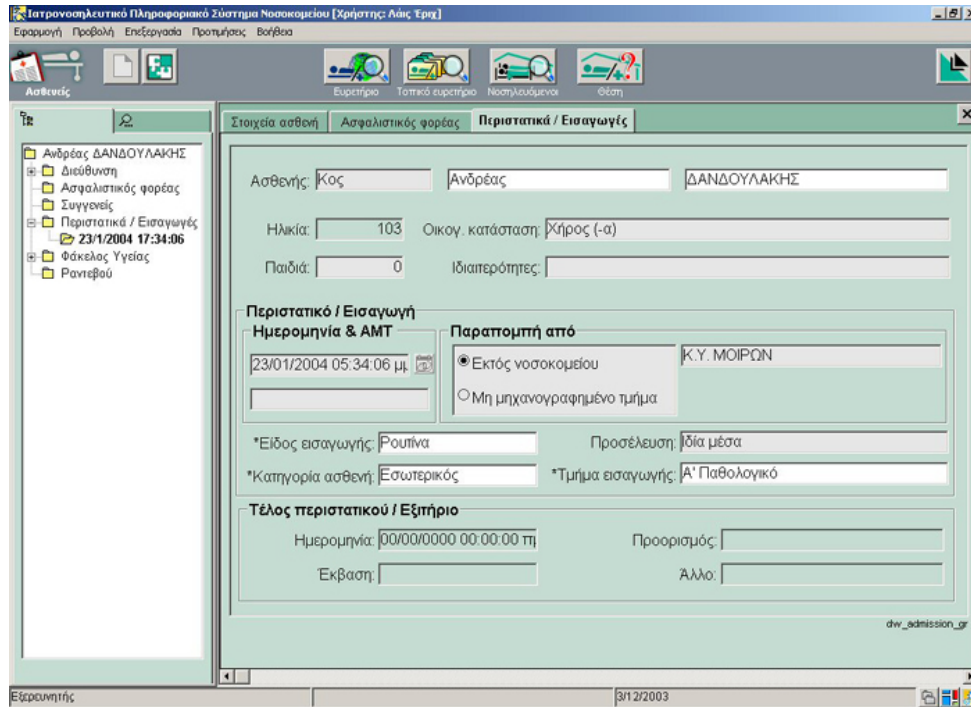 Ιατρονοσηλευτικό Πληροφοριακό Σύστημα Νοσοκομείου [Χρήστης: Λάις Έριχ]
Εφαρμογή Προβολή Επεξεργασία Προτιμήσεις Βοήθεια
Ασθενείς
Ευρετήριο Τοπικό ευρετήριο Νοσηλευόμενοι Θέση
Στοιχεία ασθενή Ασφαλιστικός φορέας Περιστατικά / Εισαγωγές
Ανδρέας ΔΑΝΔΟΥΛΑΚΗΣ
Διεύθυνση
Ασφαλιστικός φορέας
Συγγενείς
Περιστατικά / Εισαγωγές
23/1/2004 17:34:06
Φάκελος Υγείας
Ραντεβού
Ασθενής: Κος Ανδρέας ΔΑΝΔΟΥΛΑΚΗΣ
Ηλικία: 103 Οικογ. κατάσταση: Χήρος (-α)
Παιδιά: 0 Ιδιαιτερότητες:
Περιστατικό / Εισαγωγή
Ημερομηνία & ΑΜΤ Παραπομπή από
23/01/2004 05:34:06 μμ Εκτός νοσοκομείου Κ.Υ. ΜΟΙΡΩΝ
Μη μηχανογραφημένο τμήμα
*Είδος εισαγωγής: Ρουτίνα Προσέλευση: Ιδία μέσα
*Κατηγορία ασθενή: Εσωτερικός *Τμήμα εισαγωγής: Α' Παθολογικό
Τέλος περιστατικού / Εξιτήριο
Ημερομηνία: 00/00/0000 00:00:00 πμ Προορισμός:
Έκβαση: Άλλο:
dw_admission_gr
Εξερευνητής 3/12/2003